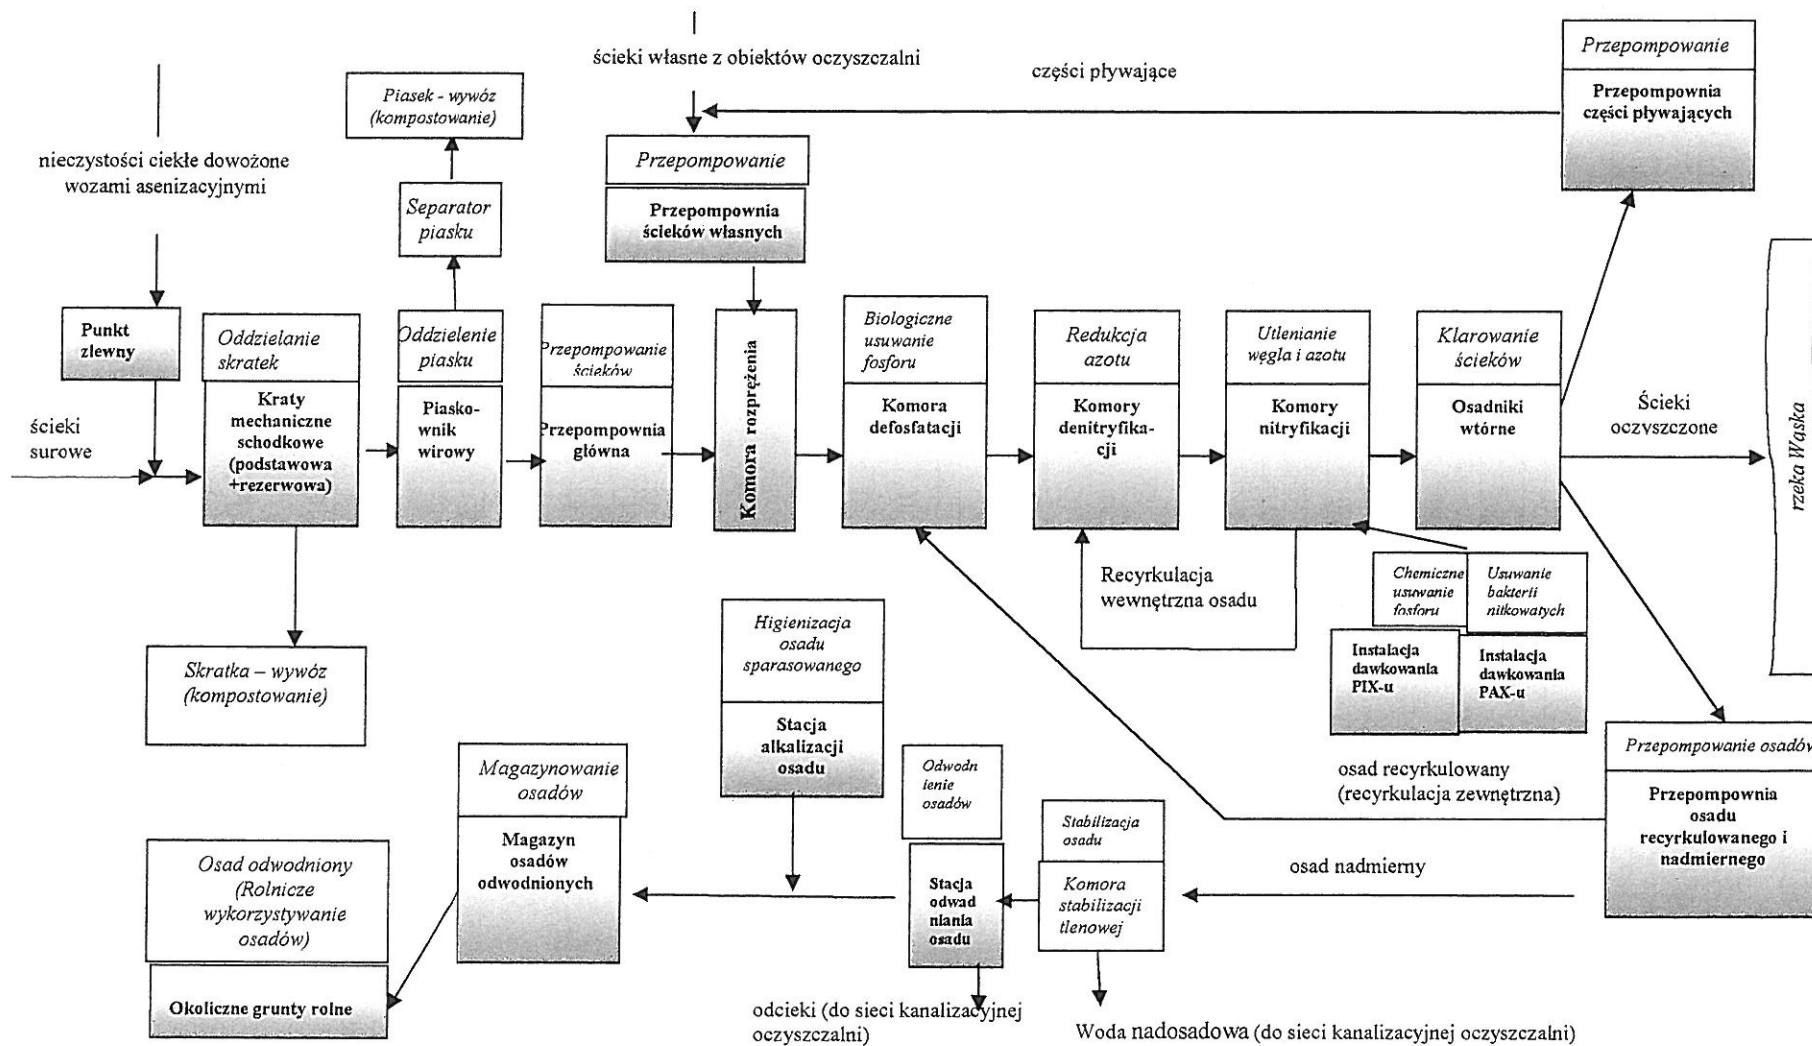 ścieki własne z obiektów oczyszczalni
części pływające
Przepompowanie
Przepompownia
części pływających
Piasek - wywóz
(kompostowanie)
nieczystości ciekłe dowożone
wozami asenizacyjnymi
Przepompowanie
Przepompownia
ścieków własnych
Separator
piasku
Punkt
zlewny
Oddzielanie
skratek
Kraty
mechaniczne
schodkowe
(podstawowa
+rezerwowa)
Oddzielenie
piasku
Piasko-
wnik
wirowy
Przepompowanie
ścieków
Przepompownia
główna
Komora rozprężenia
Biologiczne
usuwanie
fosforu
Komora
defosfatacji
Redukcja
azotu
Komory
denitryfika-
cji
Utlenianie
węgla i azotu
Komory
nitryfikacji
Klarowanie
ścieków
Osadniki
wtórne
Ścieki
oczyszczone
rzeka Wąska
ścieki
surowe
Recyrkulacja
wewnętrzna osadu
Chemiczne
usuwanie
fosforu
Usuwanie
bakterii
nitkowatych
Instalacja
dawkowania
PIX-u
Instalacja
dawkowania
PAX-u
Skratka – wywóz
(kompostowanie)
Higienizacja
osadu
sparasowanego
Stacja
alkalizacji
osadu
Magazynowanie
osadów
Magazyn
osadów
odwodnionych
Odwodn
ienie
osadów
Stacja
odwad
niania
osadu
Stabilizacja
osadu
Komora
stabilizacji
tlenowej
osad recyrkulowany
(recyrkulacja zewnętrzna)
osad nadmierny
Przepompowanie osadów
Przepompownia
osadu
recyrkulowanego i
nadmiernego
Osad odwodniony
(Rolnicze
wykorzystywanie
osadów)
Okoliczne grunty rolne
odcieki (do sieci kanalizacyjnej
oczyszczalni)
Woda nadosadowa (do sieci kanalizacyjnej oczyszczalni)